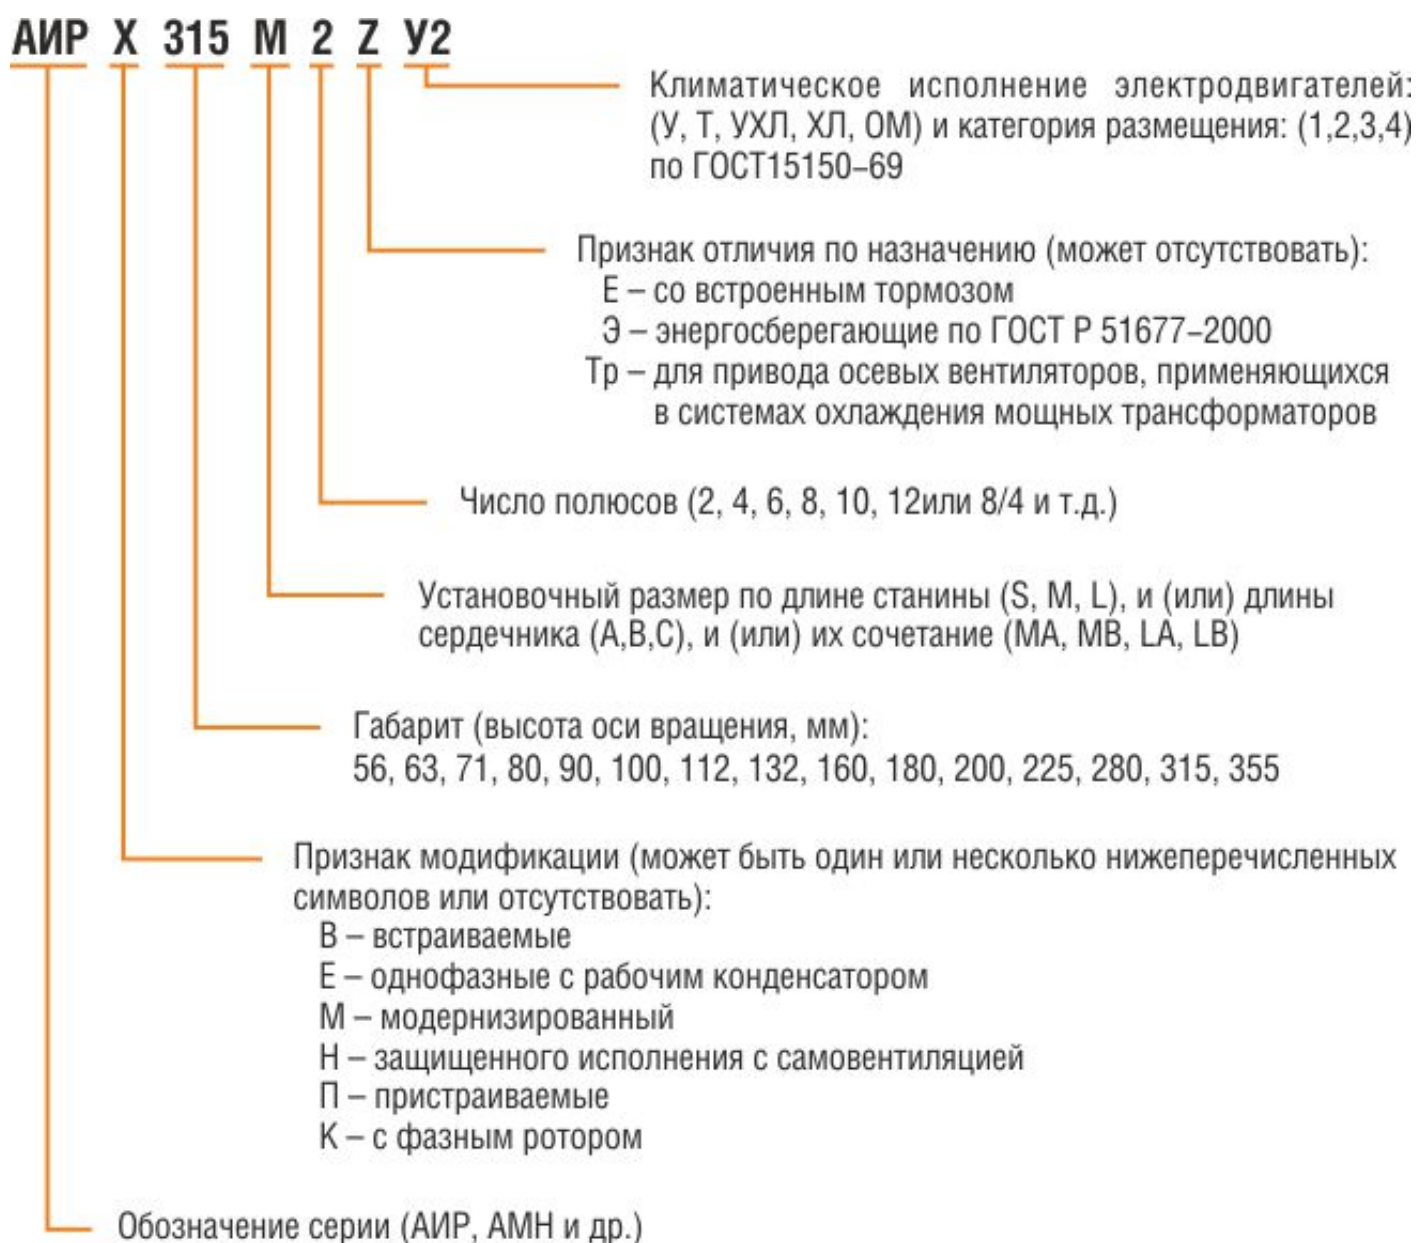 АИР Х 315 М 2 Z У2
Климатическое исполнение электродвигателей:
(У, Т, УХЛ, ХЛ, ОМ) и категория размещения: (1,2,3,4)
по ГОСТ15150–69
Признак отличия по назначению (может отсутствовать):
Е – со встроенным тормозом
Э – энергосберегающие по ГОСТ Р 51677–2000
Тр – для привода осевых вентиляторов, применяющихся
в системах охлаждения мощных трансформаторов
Число полюсов (2, 4, 6, 8, 10, 12или 8/4 и т.д.)
Установочный размер по длине станины (S, M, L), и (или) длины
сердечника (А,В,С), и (или) их сочетание (МА, МВ, LA, LB)
Габарит (высота оси вращения, мм):
56, 63, 71, 80, 90, 100, 112, 132, 160, 180, 200, 225, 280, 315, 355
Признак модификации (может быть один или несколько нижеперечисленных
символов или отсутствовать):
В – встраиваемые
Е – однофазные с рабочим конденсатором
М – модернизированный
Н – защищенного исполнения с самовентиляцией
П – пристраиваемые
К – с фазным ротором
Обозначение серии (АИР, АМН и др.)